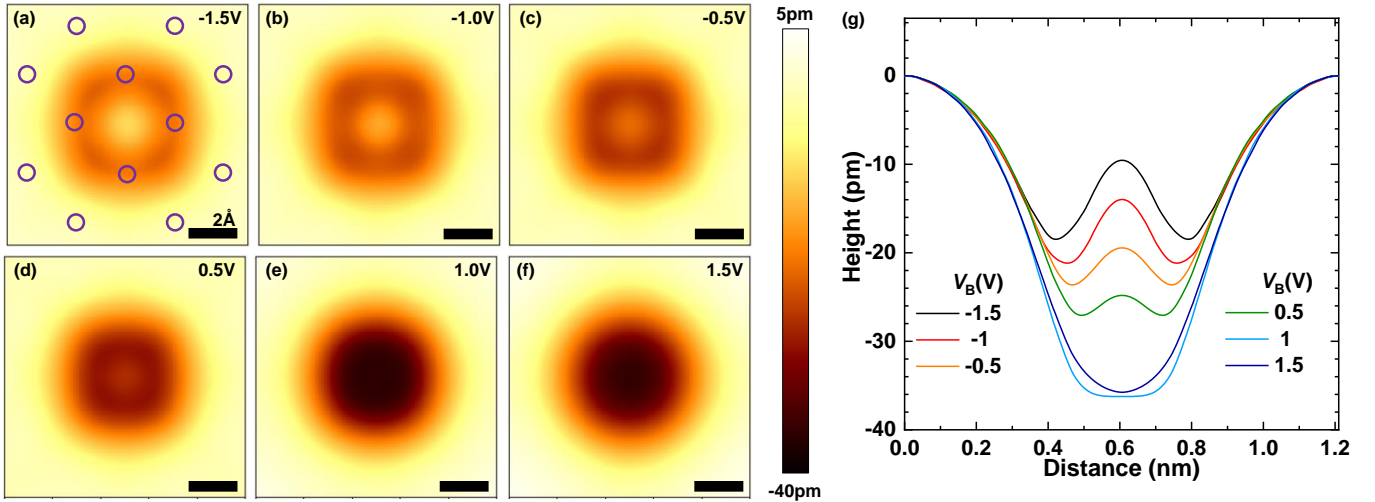 (a)
-1.5V
2Å
(b)
-1.0V
(c)
-0.5V
(d)
0.5V
(e)
1.0V
(f)
1.5V
5pm
-40pm
(g)
Height (pm)
0
-10
-20
-30
-40
V_B(V)
-1.5
-1
-0.5
V_B(V)
0.5
1
1.5
0.0 0.2 0.4 0.6 0.8 1.0 1.2
Distance (nm)